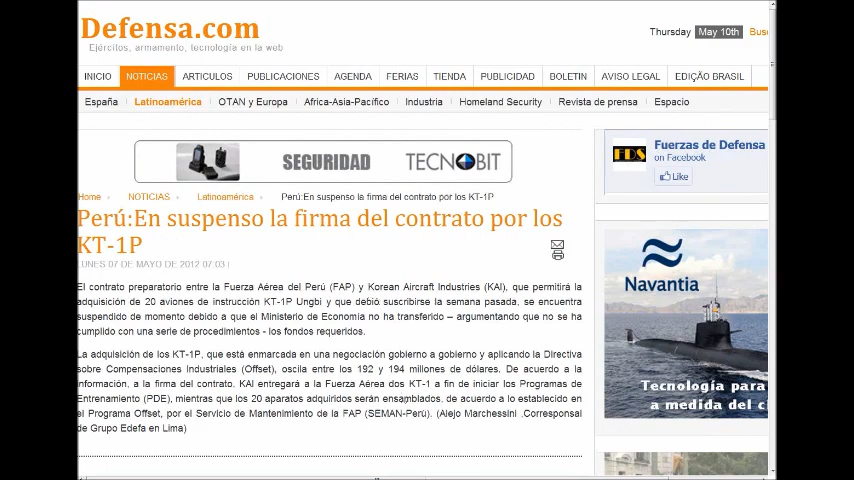 Defensa.com
Ejército, armamento, tecnología en la web
Thursday May 10th
INICIO NOTICIAS ARTICULOS PUBLICACIONES AGENDA FERIAS TIENDA PUBLICIDAD BOLETIN AVISO LEGAL EDIÇÃO BRASIL
España Latinoamérica OTAN y Europa Africa-Asia-Pacífico Industria Homeland Security Revista de prensa Espacio
SEGURIDAD TECNOBIT
Home NOTICIAS Latinoamérica Perú:En suspenso la firma del contrato por los KT-1P
Perú:En suspenso la firma del contrato por los
KT-1P
LUNES 07 DE MAYO DE 2012 07:03
El contrato preparatorio entre la Fuerza Aérea del Perú (FAP) y Korean Aircraft Industries (KAI), que permitirá la
adquisición de 20 aviones de instrucción KT-1P Ungbi y que debió suscribirse la semana pasada, se encuentra
suspendido de momento debido a que el Ministerio de Economía no ha transferido – argumentando que no se ha
cumplido con una serie de procedimientos - los fondos requeridos.
La adquisición de los KT-1P, que está enmarcada en una negociación gobierno a gobierno y aplicando la Directiva
sobre Compensaciones Industriales (Offset), oscila entre los 192 y 194 millones de dólares. De acuerdo a la
información, a la firma del contrato, KAI entregará a la Fuerza Aérea dos KT-1 a fin de iniciar los Programas de
Entrenamiento (PDE), mientras que los 20 aparatos adquiridos serán ensamblados, de acuerdo a lo establecido en
el Programa Offset, por el Servicio de Mantenimiento de la FAP (SEMAN-Perú). (Alejo Marchessini .Corresponsal
de Grupo Edefa en Lima)
FDS
Fuerzas de Defensa
on Facebook
Like
Navantia
Tecnología para
a medida del